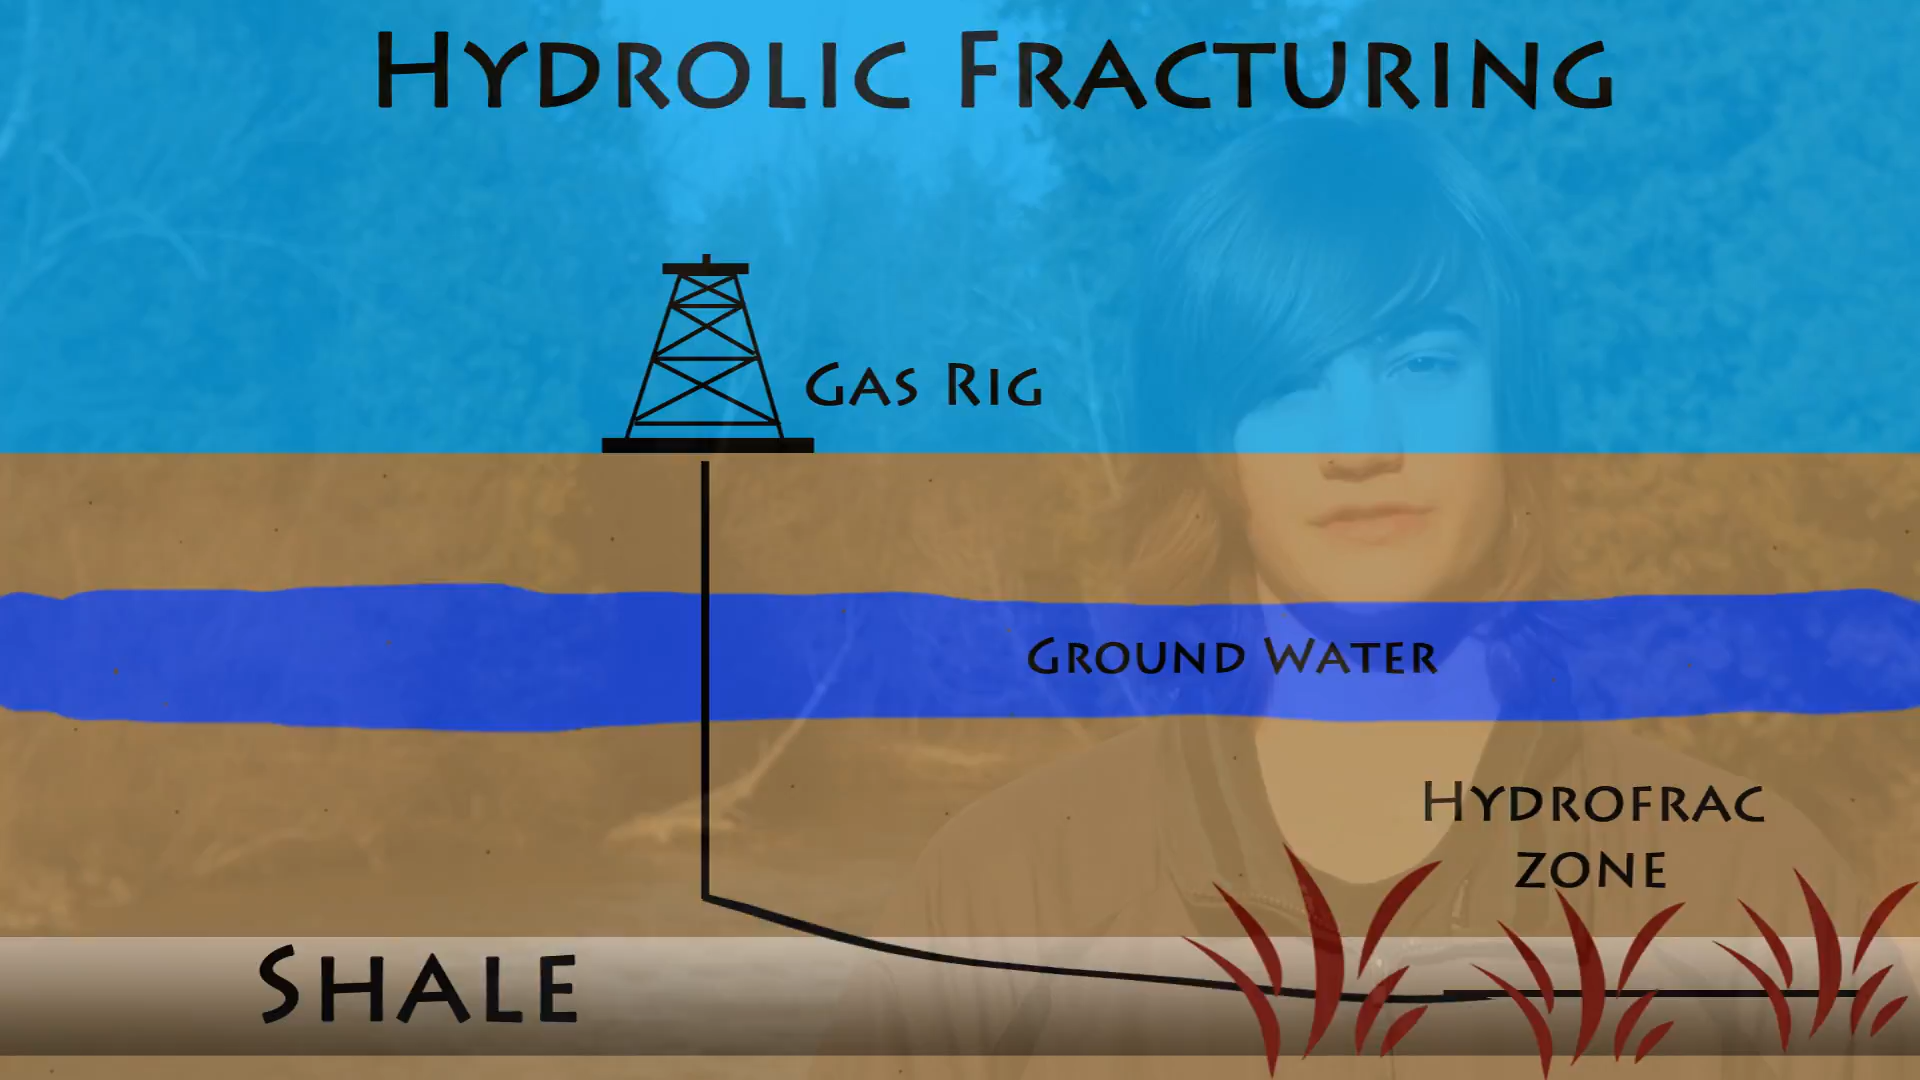 HYDROLIC FRACTURING
GAS RIG
GROUND WATER
HYDROFRAC
ZONE
SHALE